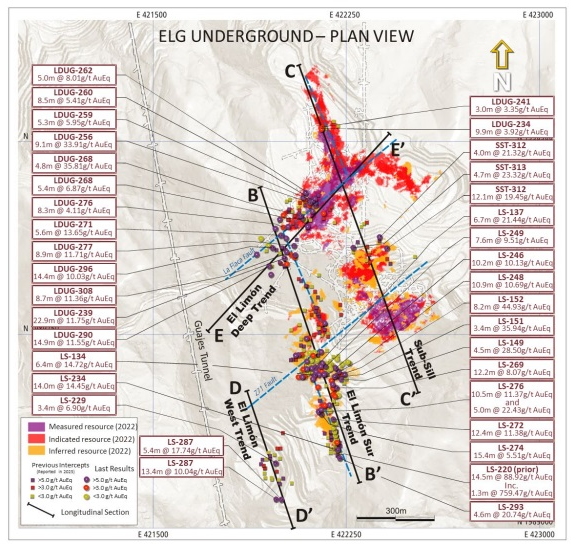 E 421500
E 422250
E 423000
ELG UNDERGROUND – PLAN VIEW
N
LDUG-262
5.0m @ 8.01g/t AuEq
LDUG-260
8.5m @ 5.41g/t AuEq
LDUG-259
5.3m @ 5.95g/t AuEq
LDUG-256
9.1m @ 33.91g/t AuEq
LDUG-268
4.8m @ 35.81g/t AuEq
LDUG-268
5.4m @ 6.87g/t AuEq
LDUG-276
8.3m @ 4.11g/t AuEq
LDUG-271
5.6m @ 13.65g/t AuEq
LDUG-277
8.9m @ 11.71g/t AuEq
LDUG-296
14.4m @ 10.03g/t AuEq
LDUG-308
8.7m @ 11.36g/t AuEq
LDUG-239
22.9m @ 11.75g/t AuEq
LDUG-290
14.9m @ 11.55g/t AuEq
LS-134
6.4m @ 14.72g/t AuEq
LS-234
14.0m @ 14.45g/t AuEq
LS-229
3.4m @ 6.90g/t AuEq
LS-287
5.4m @ 17.74g/t AuEq
LS-287
13.4m @ 10.04g/t AuEq
LDUG-241
3.0m @ 3.35g/t AuEq
LDUG-234
9.9m @ 3.92g/t AuEq
SST-312
4.0m @ 21.32g/t AuEq
SST-313
4.7m @ 23.32g/t AuEq
SST-312
12.1m @ 19.45g/t AuEq
LS-137
6.7m @ 21.44g/t AuEq
LS-249
7.6m @ 9.51g/t AuEq
LS-246
10.2m @ 10.13g/t AuEq
LS-248
10.9m @ 10.69g/t AuEq
LS-152
8.2m @ 44.93g/t AuEq
LS-151
3.4m @ 35.94g/t AuEq
LS-149
4.5m @ 28.50g/t AuEq
LS-269
12.2m @ 8.07g/t AuEq
LS-276
10.5m @ 11.37g/t AuEq
and
5.0m @ 22.43g/t AuEq
LS-272
12.4m @ 11.38g/t AuEq
LS-274
15.4m @ 5.51g/t AuEq
LS-220 (prior)
14.5m @ 88.92g/t AuEq
Inc.
1.3m @ 759.47g/t AuEq
LS-293
4.6m @ 20.74g/t AuEq
C
E'
B
E
D
C'
B'
D'
La Flaca Fault
El Limón
Deep Trend
Guajes Tunnel
271 Fault
Sub-Sill
Trend
El Limón Sur
Trend
El Limón
West Trend
Measured resource (2022)
Indicated resource (2022)
Inferred resource (2022)
Previous Intercepts
(Reported in 2023)
Last Results
>5.0 g/t AuEq
>3.0 g/t AuEq
<3.0 g/t AuEq
>5.0g/t AuEq
>3.0g/t AuEq
<3.0g/t AuEq
Longitudinal Section
300m
N 1985000
E 421500
E 422250
E 423000